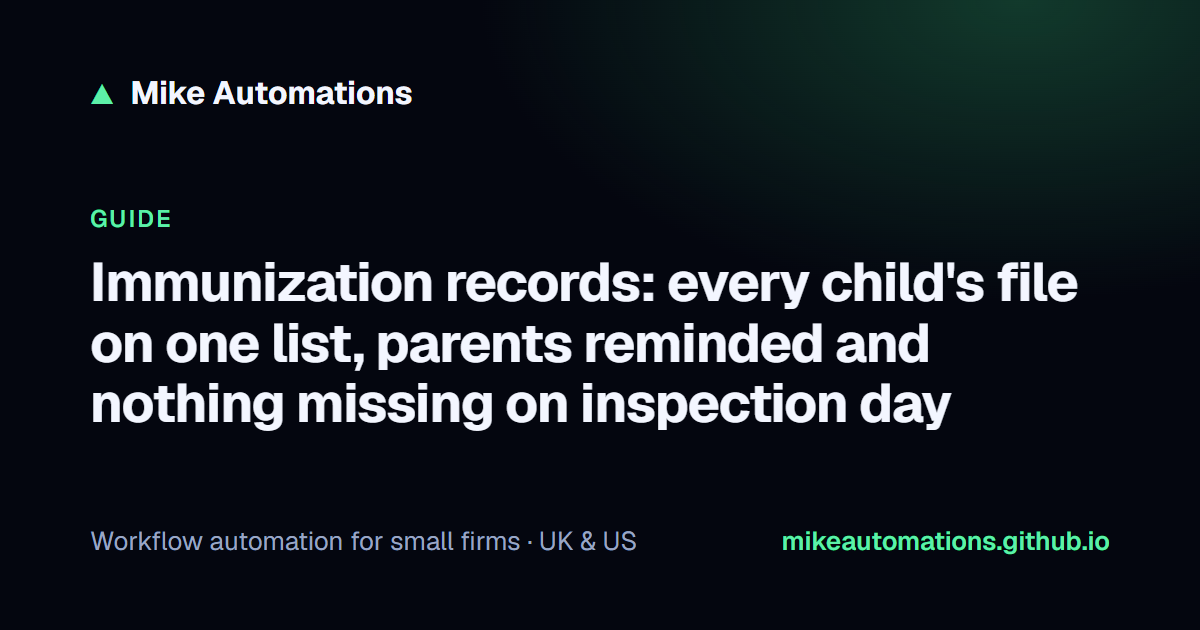 Mike Automations
GUIDE
Immunization records: every child's file
on one list, parents reminded and
nothing missing on inspection day
Workflow automation for small firms · UK & US
mikeautomations.github.io